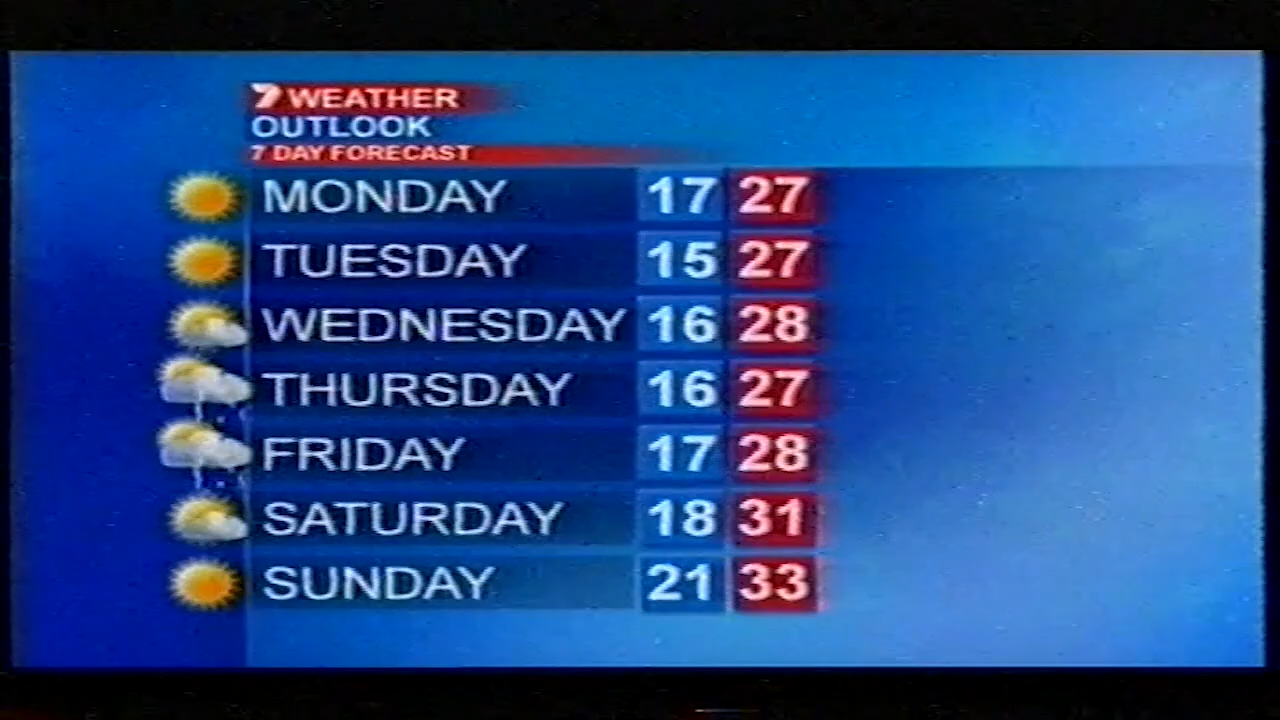 7 WEATHER
OUTLOOK
7 DAY FORECAST
MONDAY 17 27
TUESDAY 15 27
WEDNESDAY 16 28
THURSDAY 16 27
FRIDAY 17 28
SATURDAY 18 31
SUNDAY 21 33